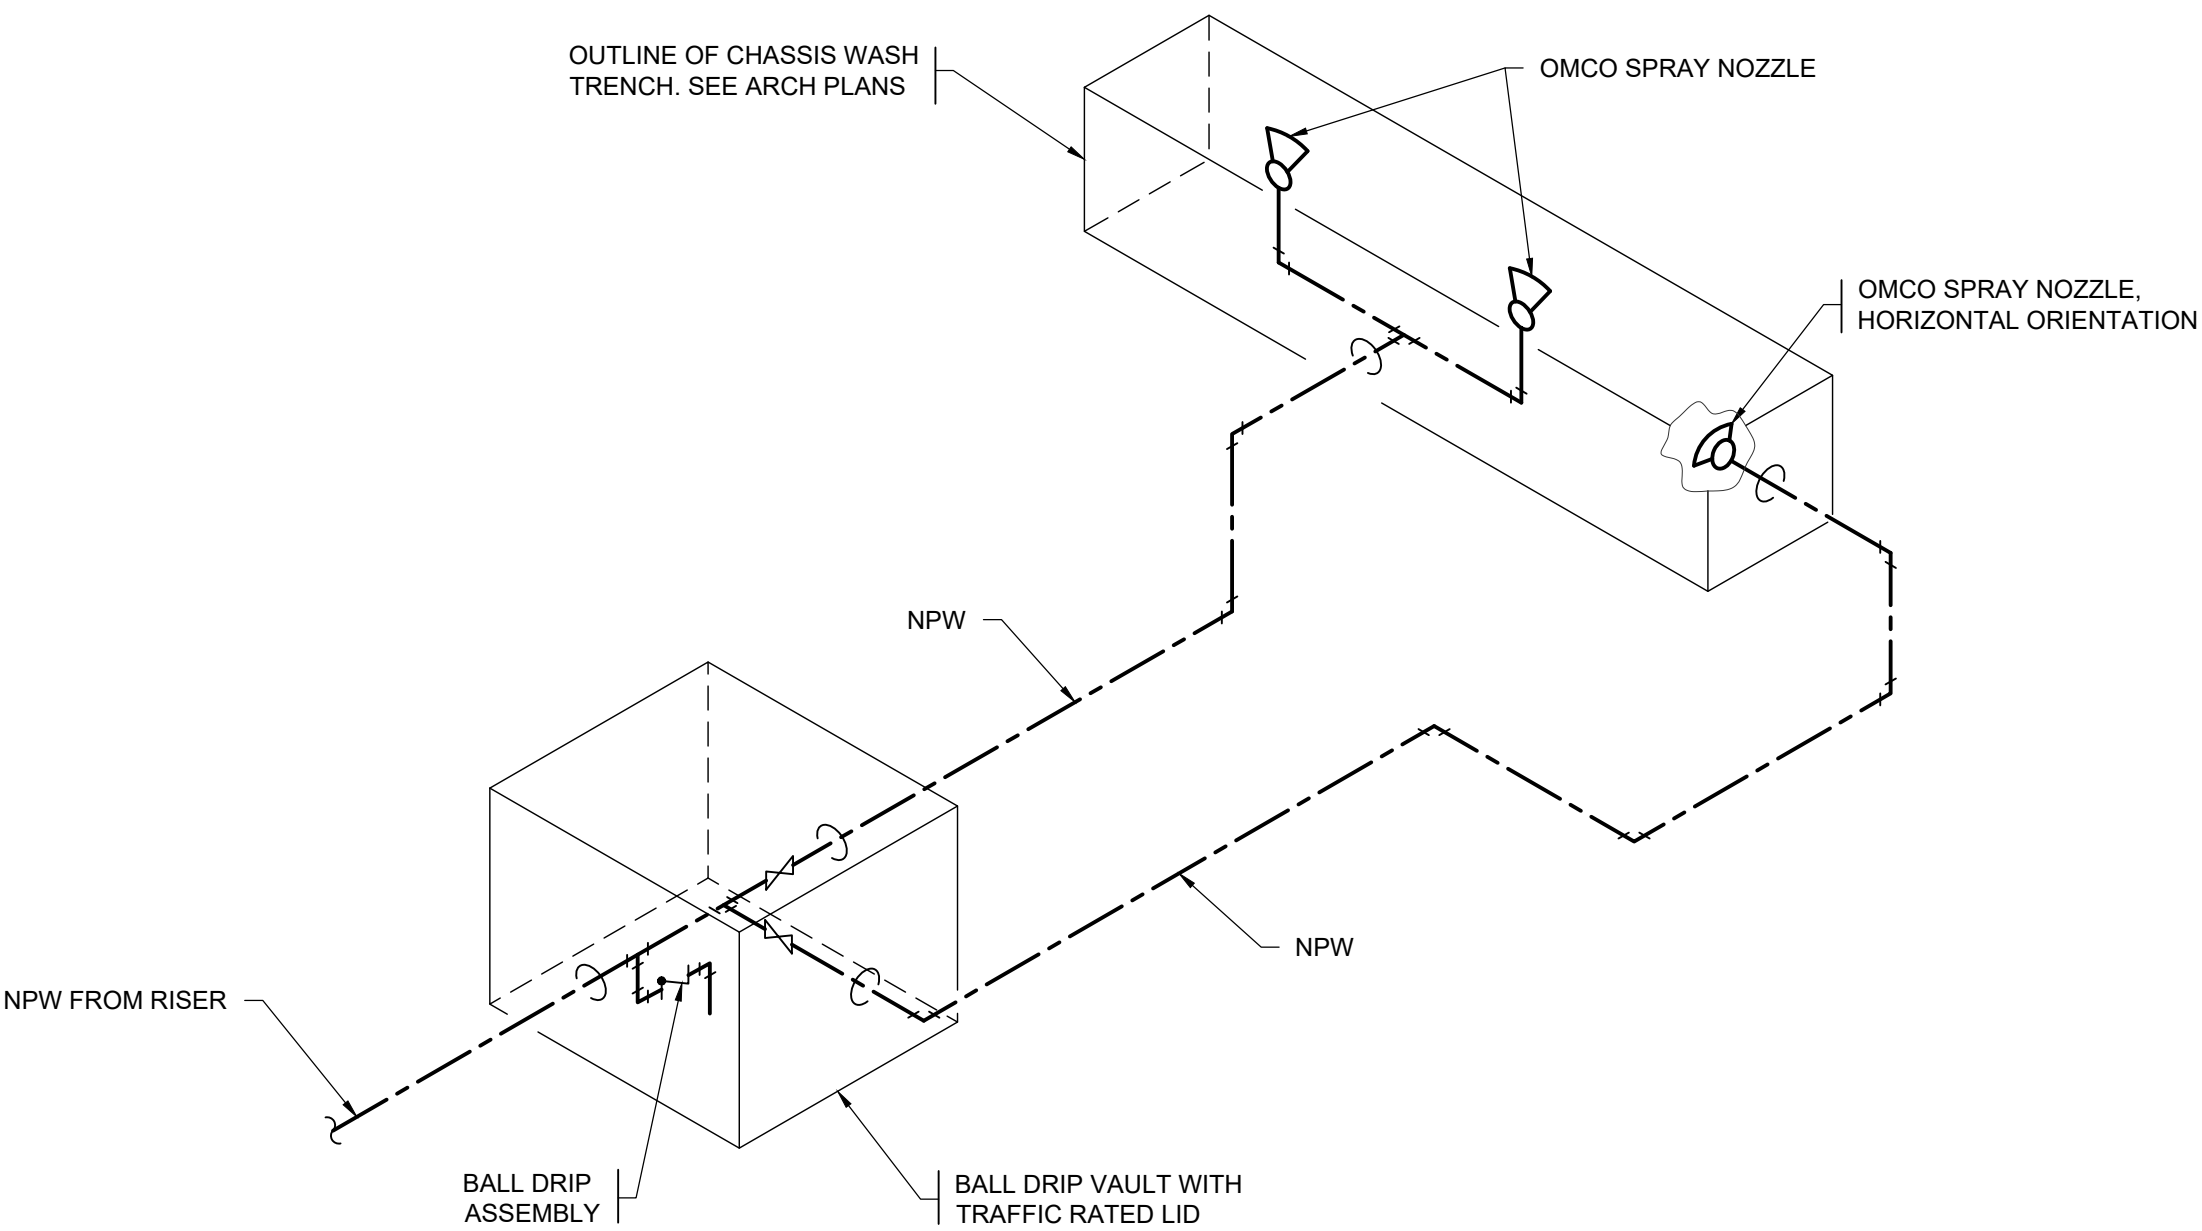 OUTLINE OF CHASSIS WASH
TRENCH. SEE ARCH PLANS
OMCO SPRAY NOZZLE
OMCO SPRAY NOZZLE,
HORIZONTAL ORIENTATION
NPW
NPW
NPW FROM RISER
BALL DRIP
ASSEMBLY
BALL DRIP VAULT WITH
TRAFFIC RATED LID